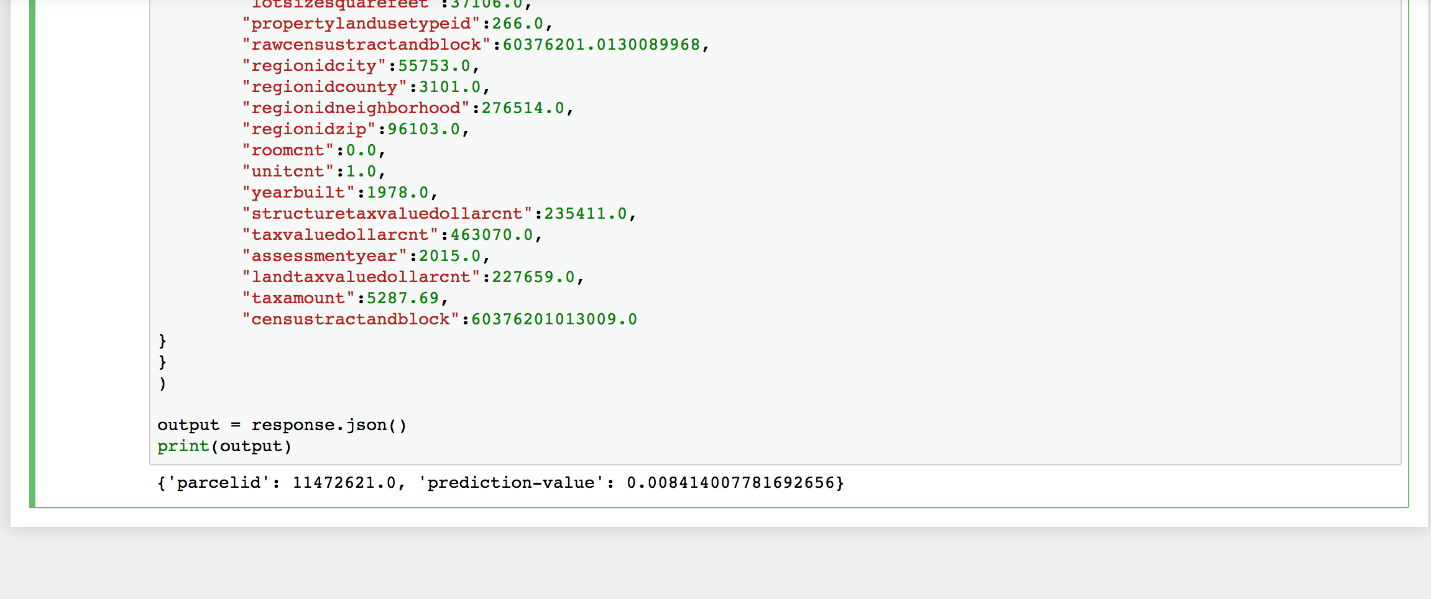 "lotsizesquarefeet":37106.0,
"propertylandusetypeid":266.0,
"rawcensustractandblock":60376201.0130089968,
"regionidcity":55753.0,
"regionidcounty":3101.0,
"regionidneighborhood":276514.0,
"regionidzip":96103.0,
"roomcnt":0.0,
"unitcnt":1.0,
"yearbuilt":1978.0,
"structuretaxvaluedollarcnt":235411.0,
"taxvaluedollarcnt":463070.0,
"assessmentyear":2015.0,
"landtaxvaluedollarcnt":227659.0,
"taxamount":5287.69,
"censustractandblock":60376201013009.0
}
}
)
output = response.json()
print(output)
{'parcelid': 11472621.0, 'prediction-value': 0.008414007781692656}